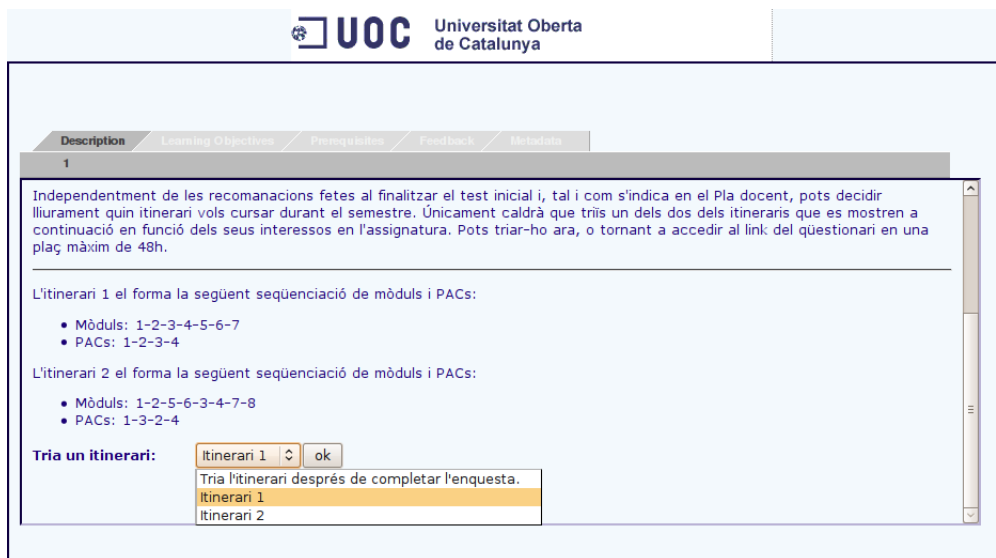 UOC Universitat Oberta
de Catalunya
Description Learning Objectives Prerequisites Feedback Metadata
1
Independentment de les recomanacions fetes al finalitzar el test inicial i, tal i com s'indica en el Pla docent, pots decidir
lliurament quin itinerari vols cursar durant el semestre. Únicament caldrà que triïs un dels dos dels itineraris que es mostren a
continuació en funció dels seus interessos en l'assignatura. Pots triar-ho ara, o tornant a accedir al link del qüestionari en una
plaç màxim de 48h.
L'itinerari 1 el forma la següent seqüenciació de mòduls i PACs:
• Mòduls: 1-2-3-4-5-6-7
• PACs: 1-2-3-4
L'itinerari 2 el forma la següent seqüenciació de mòduls i PACs:
• Mòduls: 1-2-5-6-3-4-7-8
• PACs: 1-3-2-4
Tria un itinerari: Itinerari 1 ok
Tria l'itinerari després de completar l'enquesta.
Itinerari 1
Itinerari 2